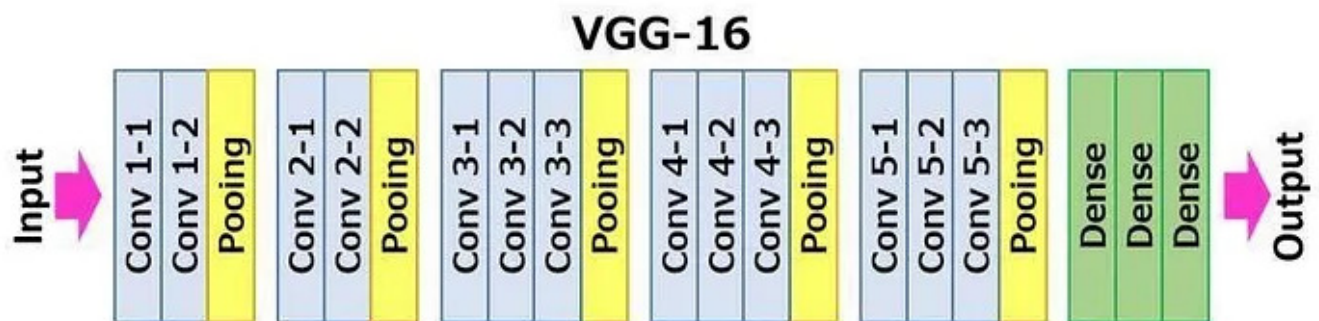 VGG-16
Input
Conv 1-1
Conv 1-2
Pooing
Conv 2-1
Conv 2-2
Pooing
Conv 3-1
Conv 3-2
Conv 3-3
Pooing
Conv 4-1
Conv 4-2
Conv 4-3
Pooing
Conv 5-1
Conv 5-2
Conv 5-3
Pooing
Dense
Dense
Dense
Output